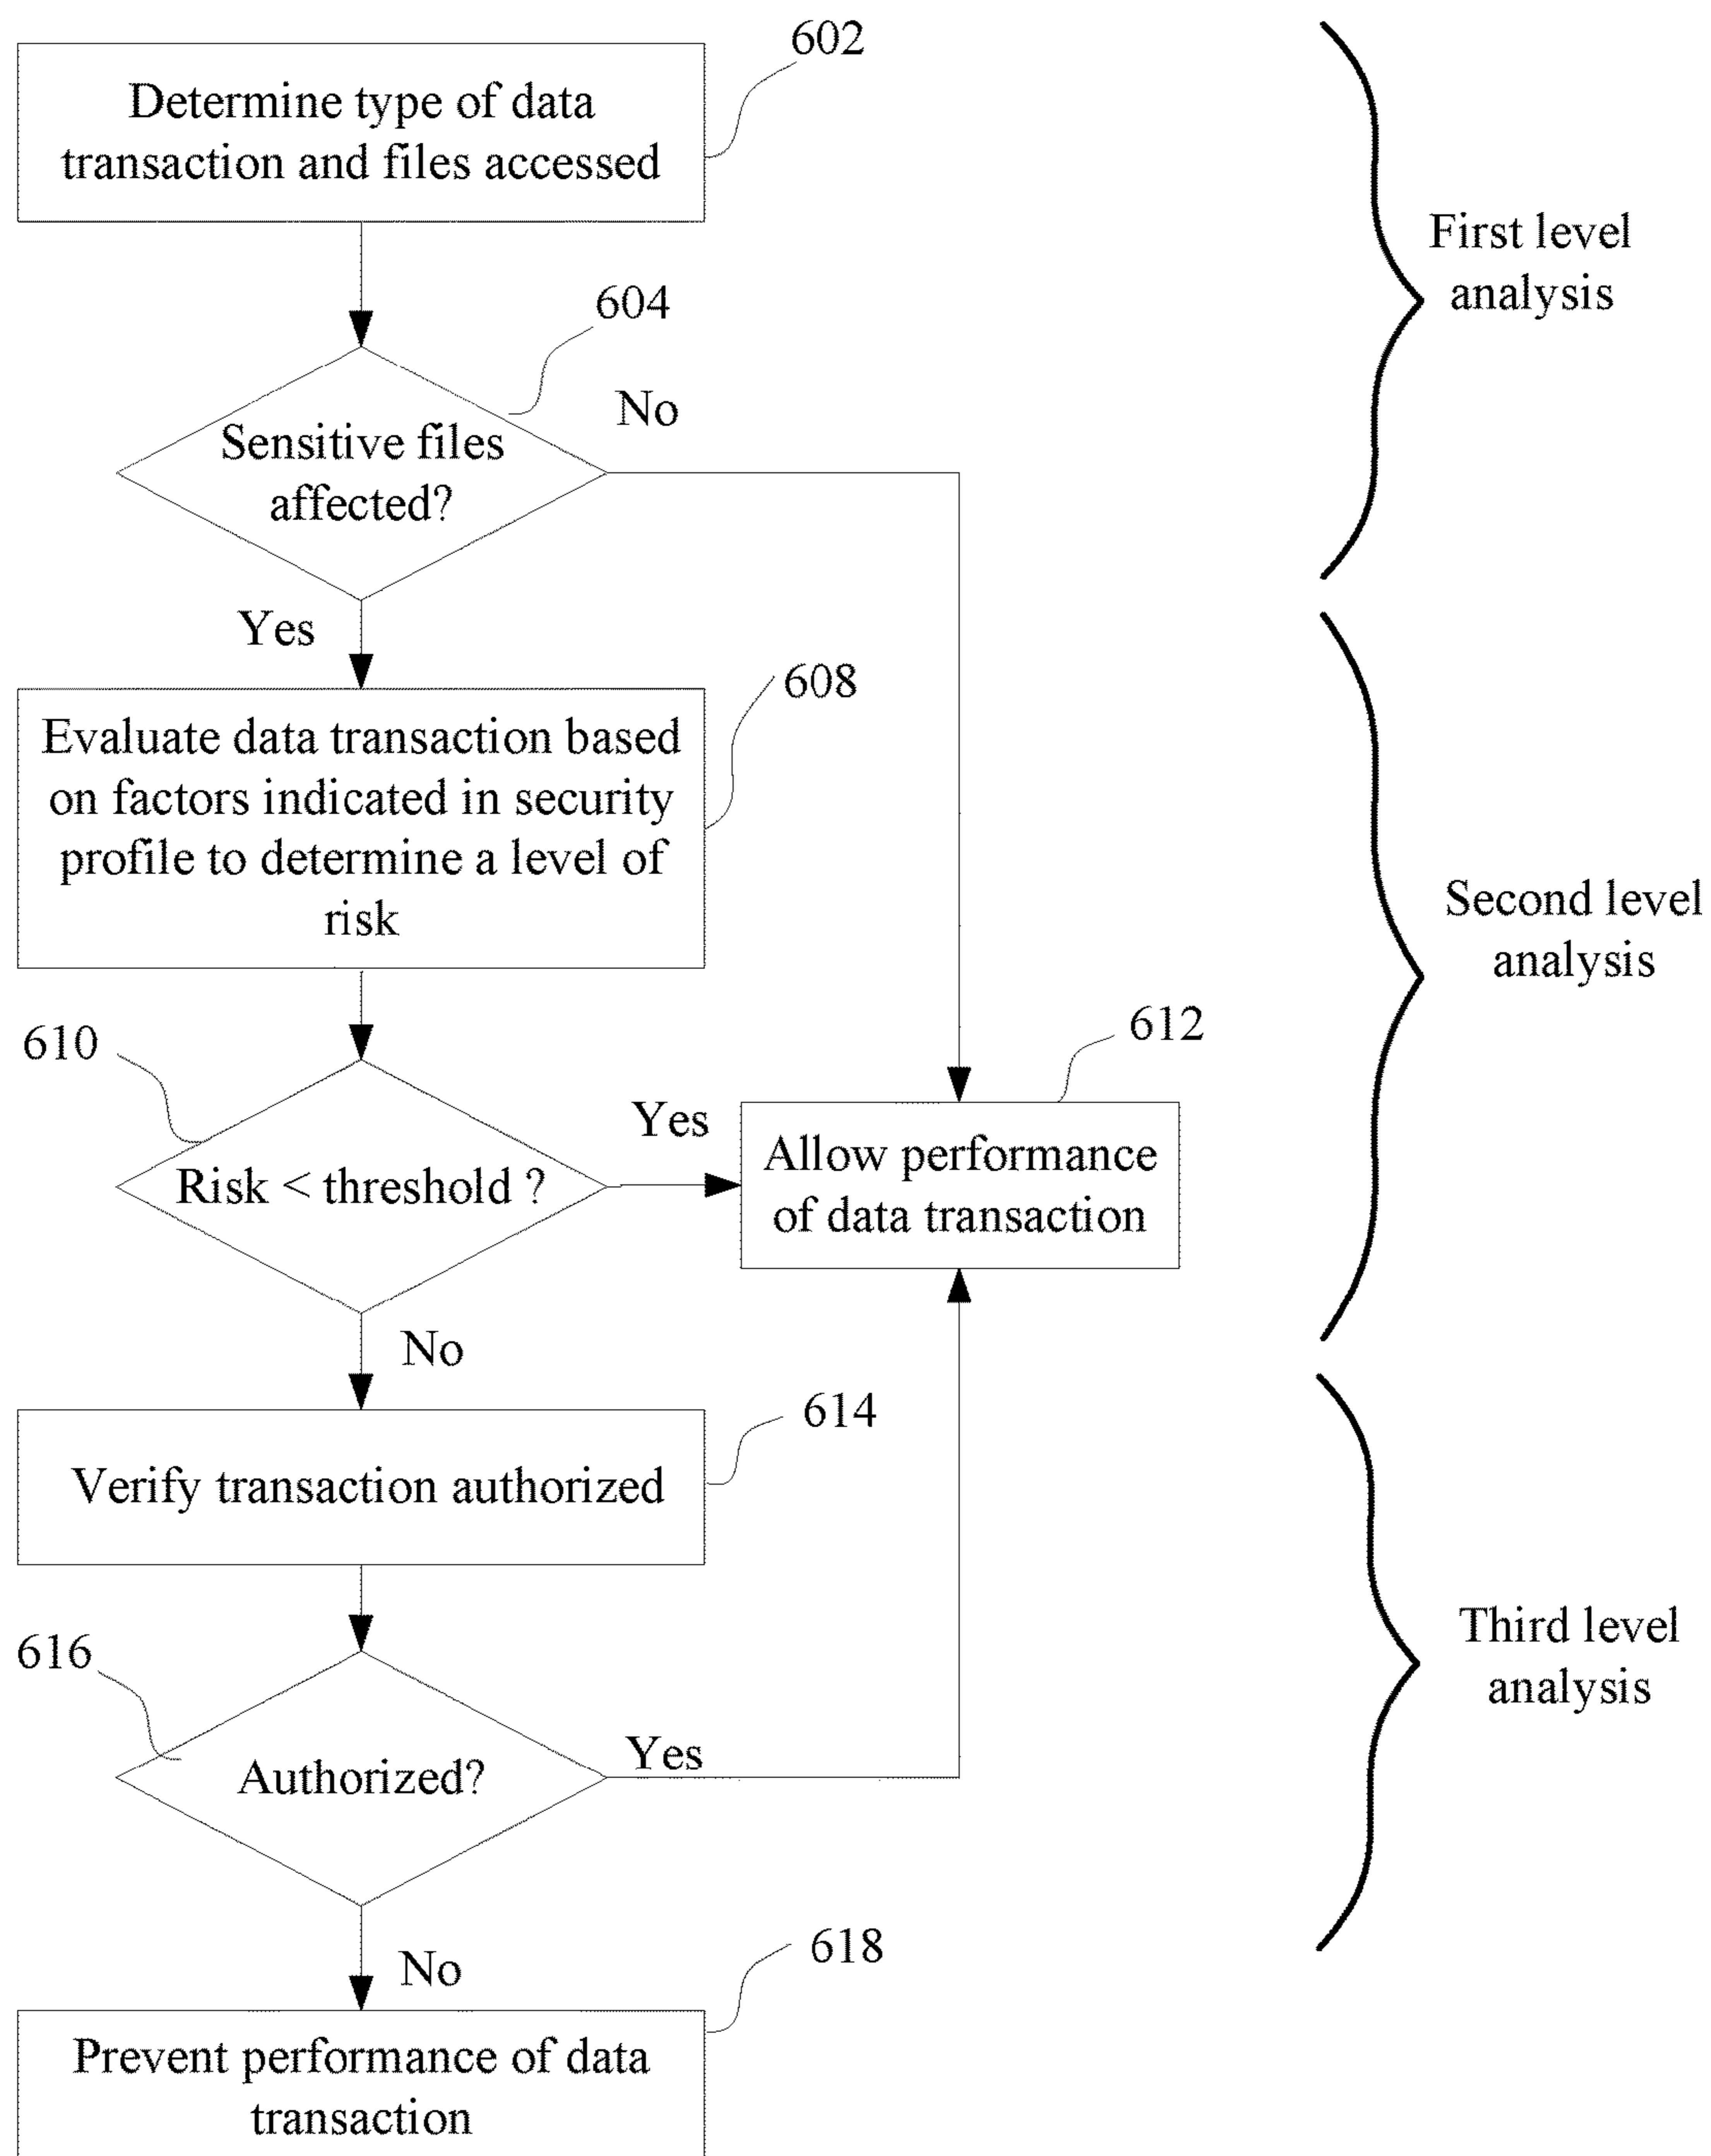 602
Determine type of data
transaction and files accessed
First level
analysis
604
No
Sensitive files
affected?
Yes
608
Evaluate data transaction based
on factors indicated in security
profile to determine a level of
risk
Second level
analysis
610
612
Yes
Risk < threshold ?
Allow performance
of data transaction
No
614
Verify transaction authorized
Third level
analysis
616
Yes
Authorized?
No
618
Prevent performance of data
transaction